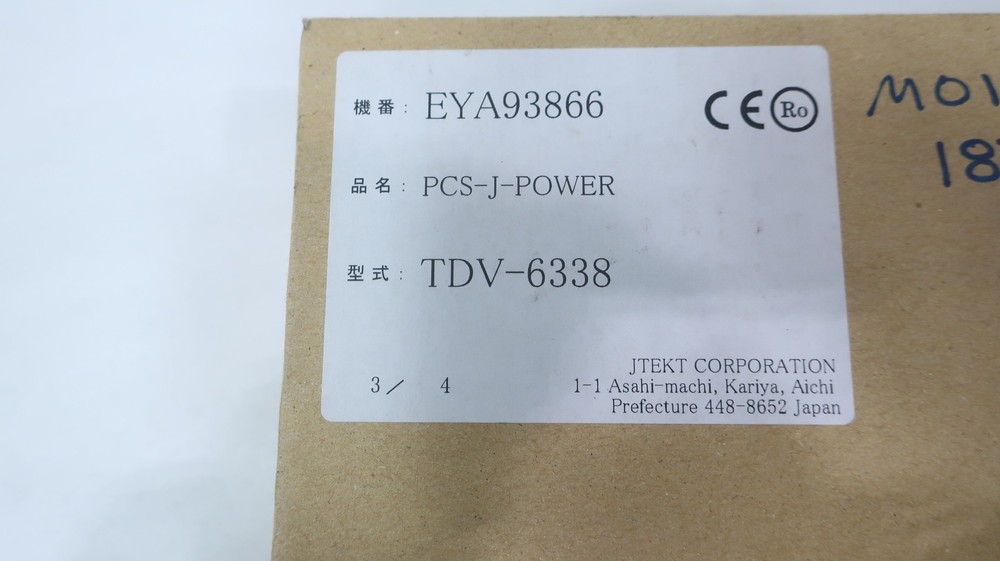 機番: EYA93866
CE Ro
品名: PCS-J-POWER
型式: TDV-6338
3/ 4
JTEKT CORPORATION
1-1 Asahi-machi, Kariya, Aichi
Prefecture 448-8652 Japan
18